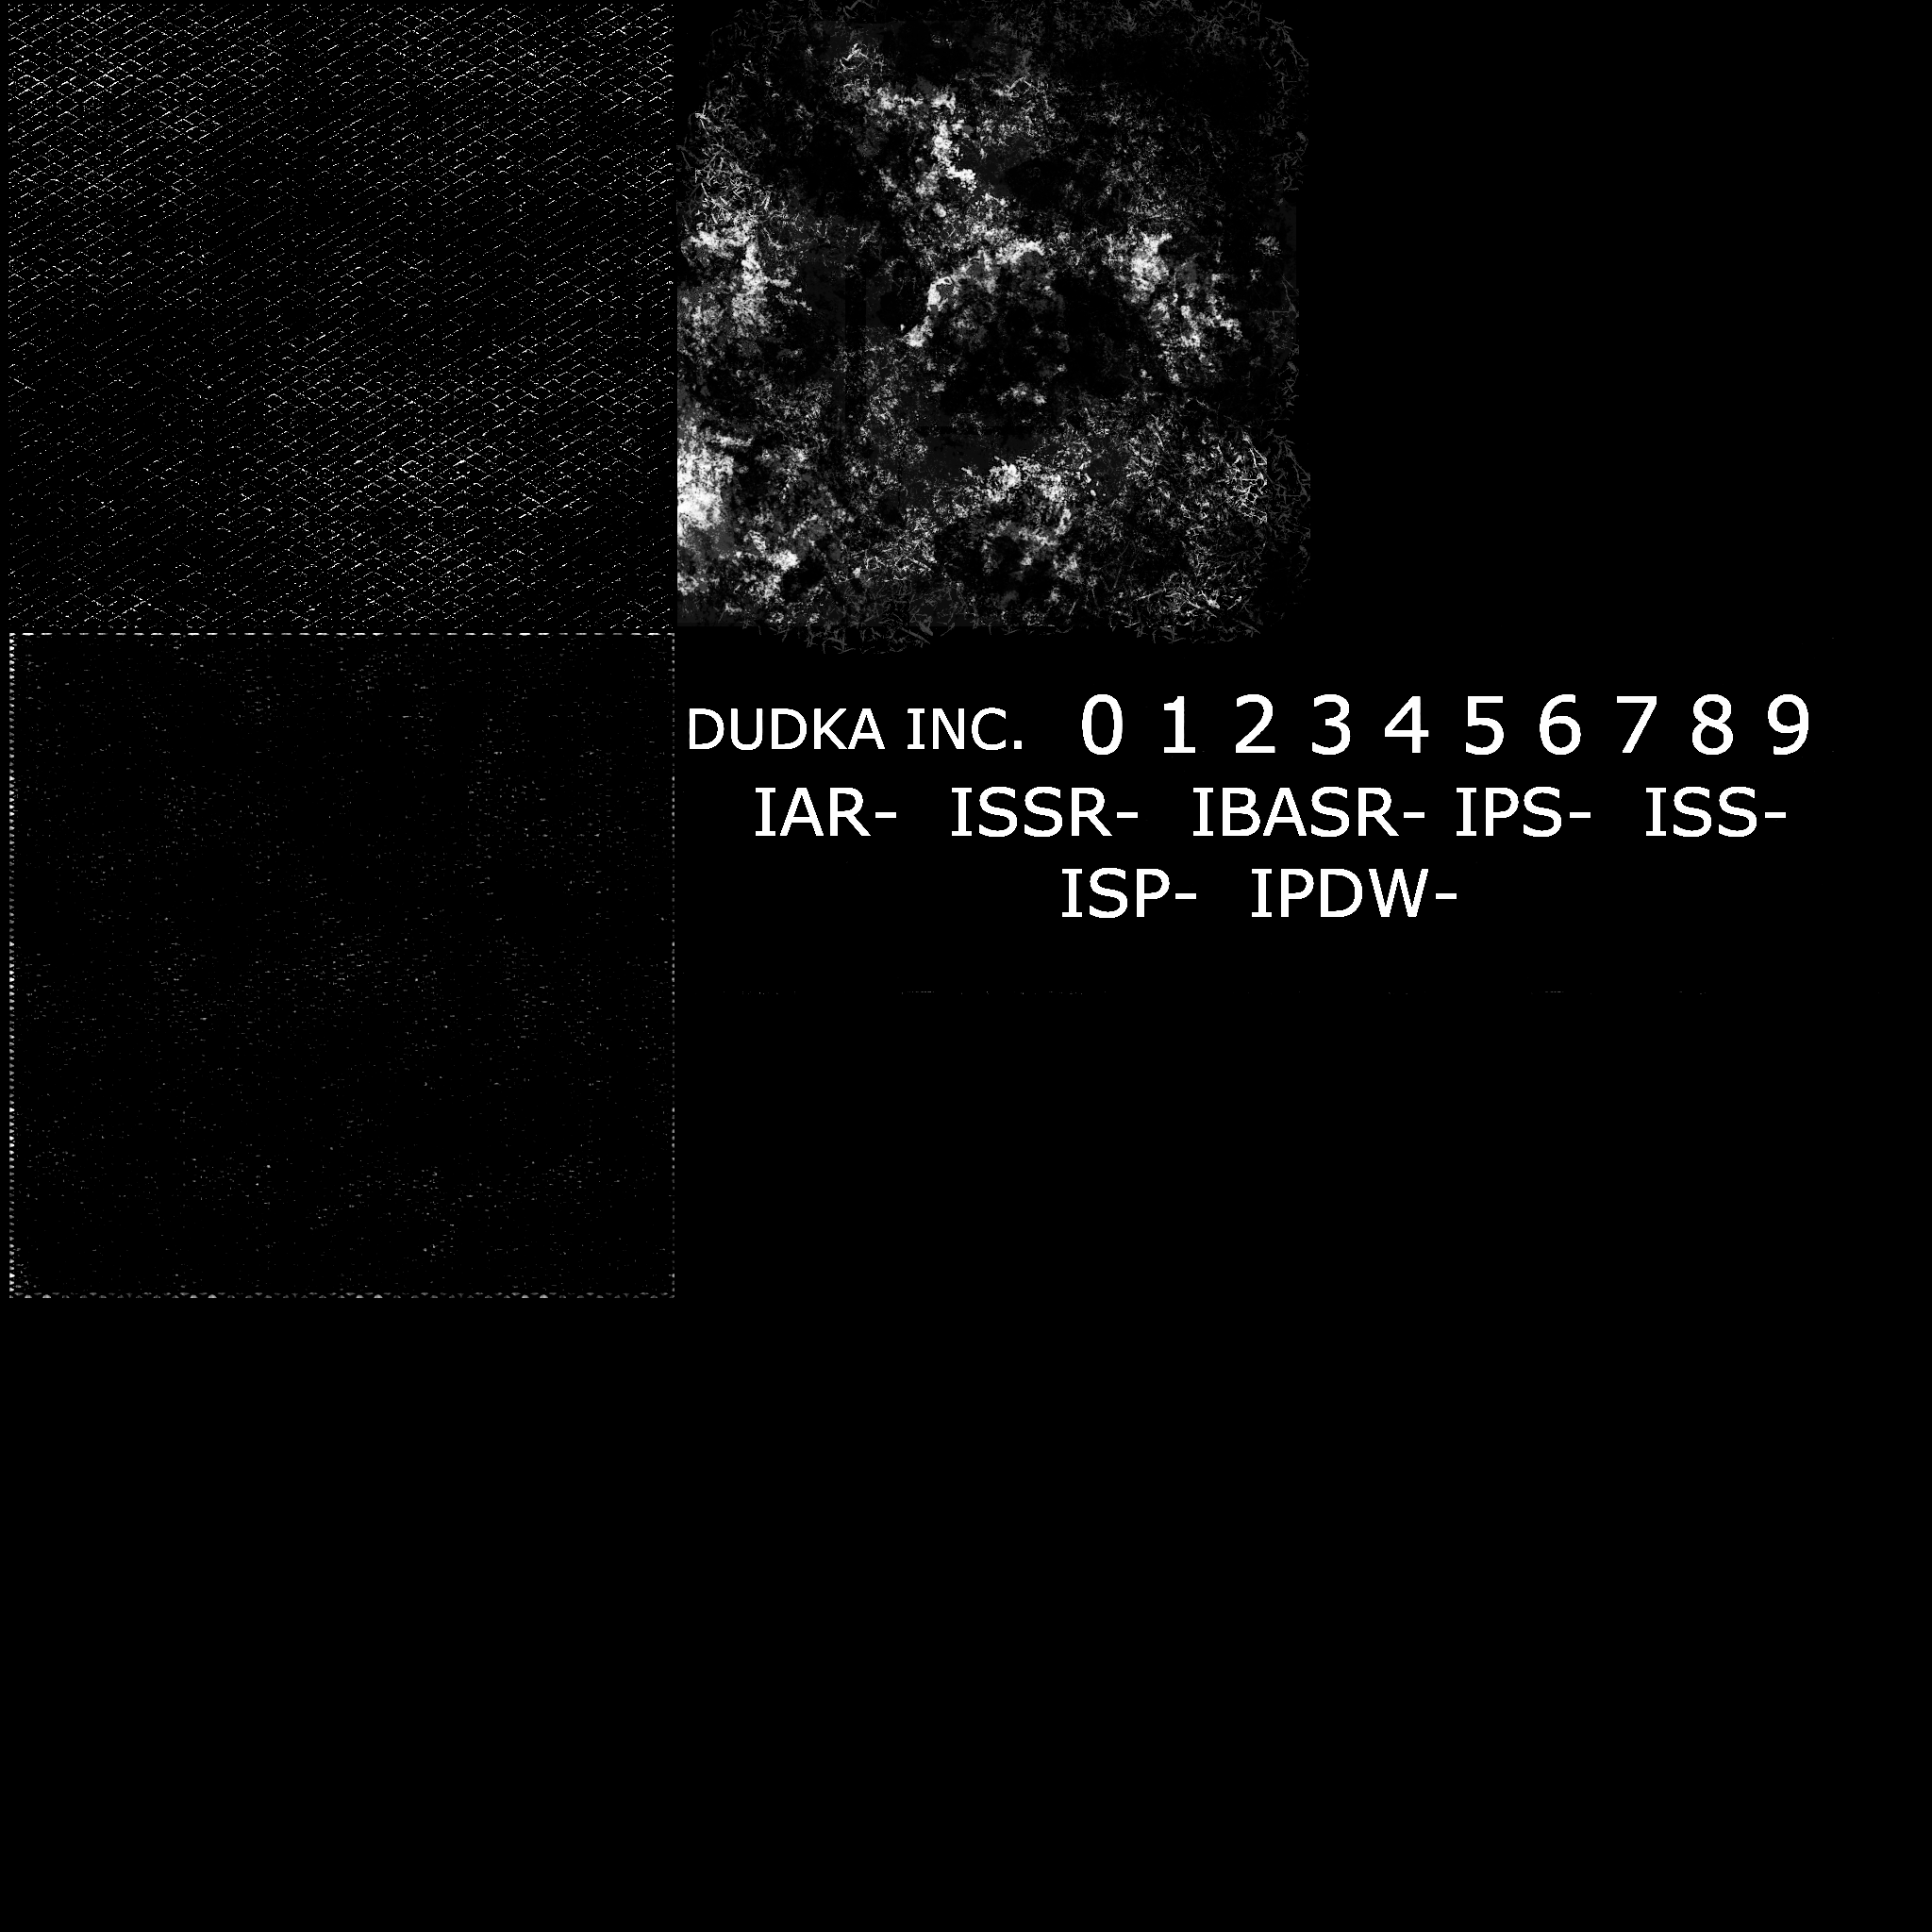 DUDKA INC. 0 1 2 3 4 5 6 7 8 9
IAR- ISSR- IBASR- IPS- ISS-
ISP- IPDW-